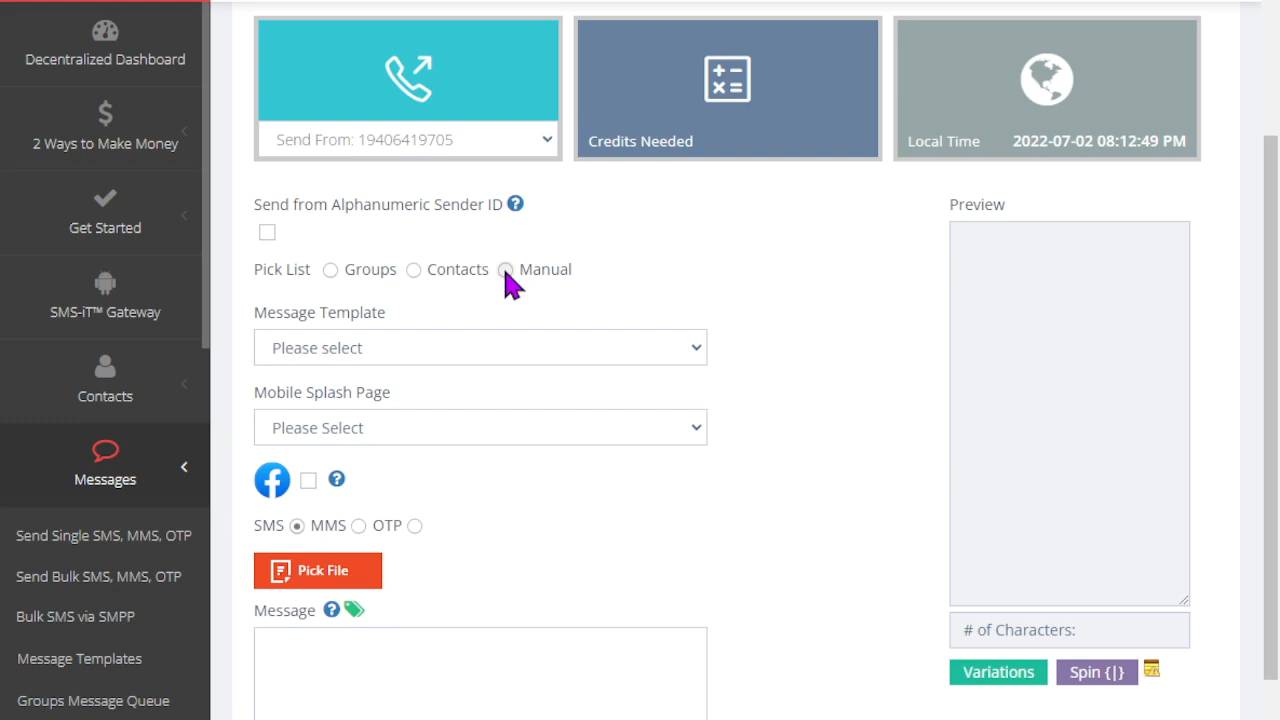 Decentralized Dashboard
2 Ways to Make Money
Get Started
SMS-iT™ Gateway
Contacts
Messages
Send Single SMS, MMS, OTP
Send Bulk SMS, MMS, OTP
Bulk SMS via SMPP
Message Templates
Groups Message Queue
Send From: 19406419705
Credits Needed
Local Time 2022-07-02 08:12:49 PM
Send from Alphanumeric Sender ID
Pick List Groups Contacts Manual
Message Template
Please select
Mobile Splash Page
Please Select
SMS MMS OTP
Pick File
Message
Preview
# of Characters:
Variations Spin {|}